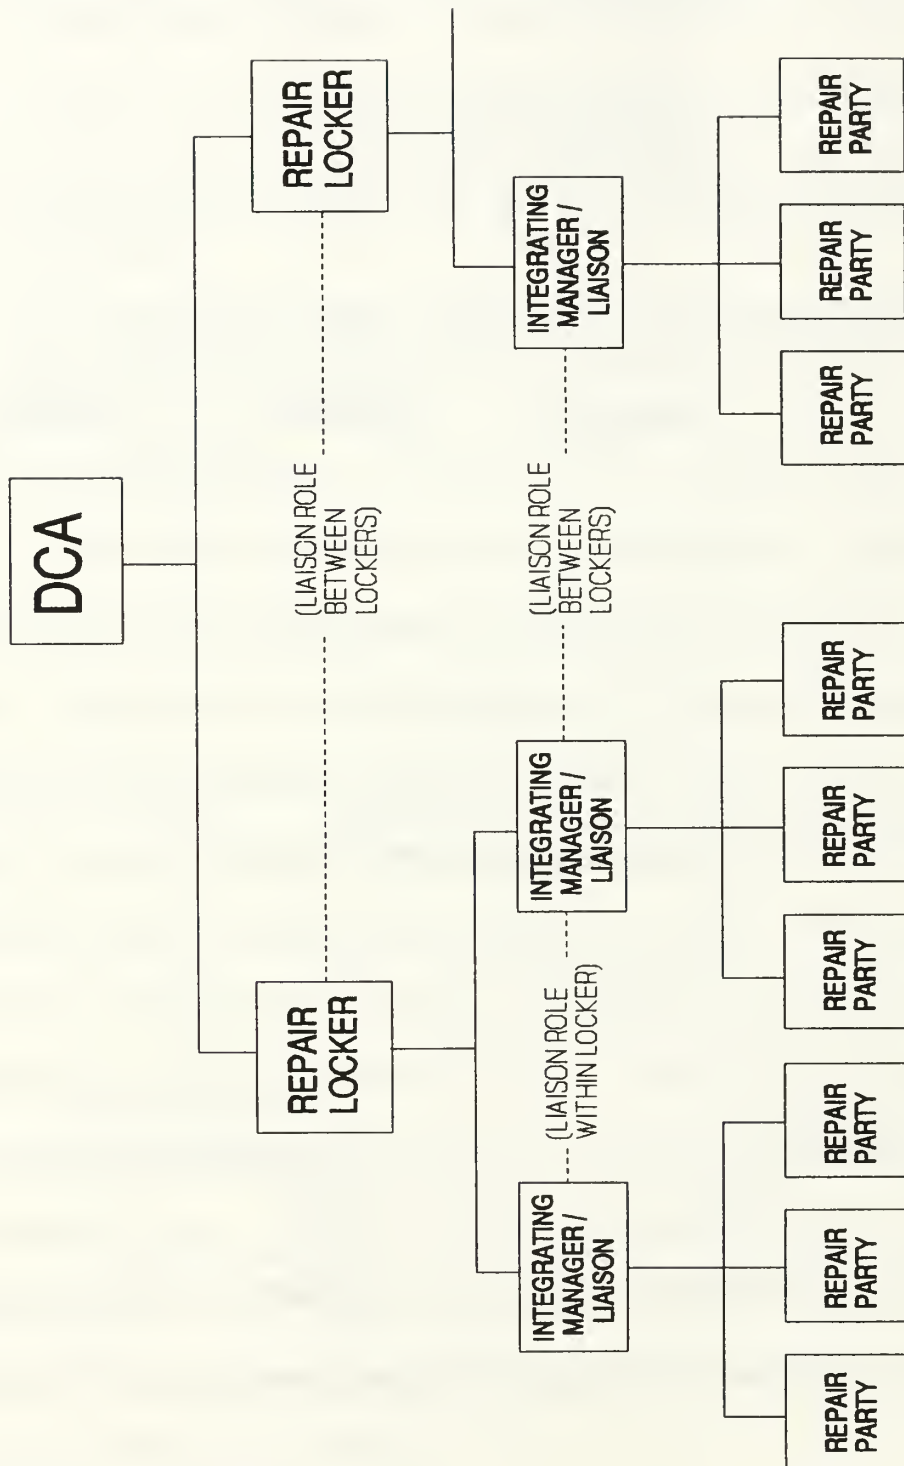 DCA
REPAIR
LOCKER
(LIAISON ROLE
BETWEEN
LOCKERS)
REPAIR
LOCKER
INTEGRATING
MANAGER /
LIAISON
(LIAISON ROLE
WITHIN LOCKER)
INTEGRATING
MANAGER /
LIAISON
(LIAISON ROLE
BETWEEN
LOCKERS)
INTEGRATING
MANAGER /
LIAISON
REPAIR
PARTY
REPAIR
PARTY
REPAIR
PARTY
REPAIR
PARTY
REPAIR
PARTY
REPAIR
PARTY
REPAIR
PARTY
REPAIR
PARTY
REPAIR
PARTY